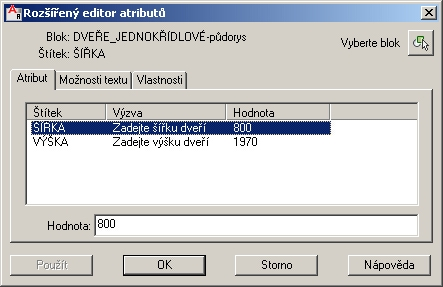 Rozšířený editor atributů
Blok: DVEŘE_JEDNOKŘÍDLOVÉ-půdorys
Štítek: ŠÍŘKA
Vyberte blok
Atribut Možnosti textu Vlastnosti
Štítek Výzva Hodnota
ŠÍŘKA Zadejte šířku dveří 800
VÝŠKA Zadejte výšku dveří 1970
Hodnota: 800
Použít OK Storno Nápověda